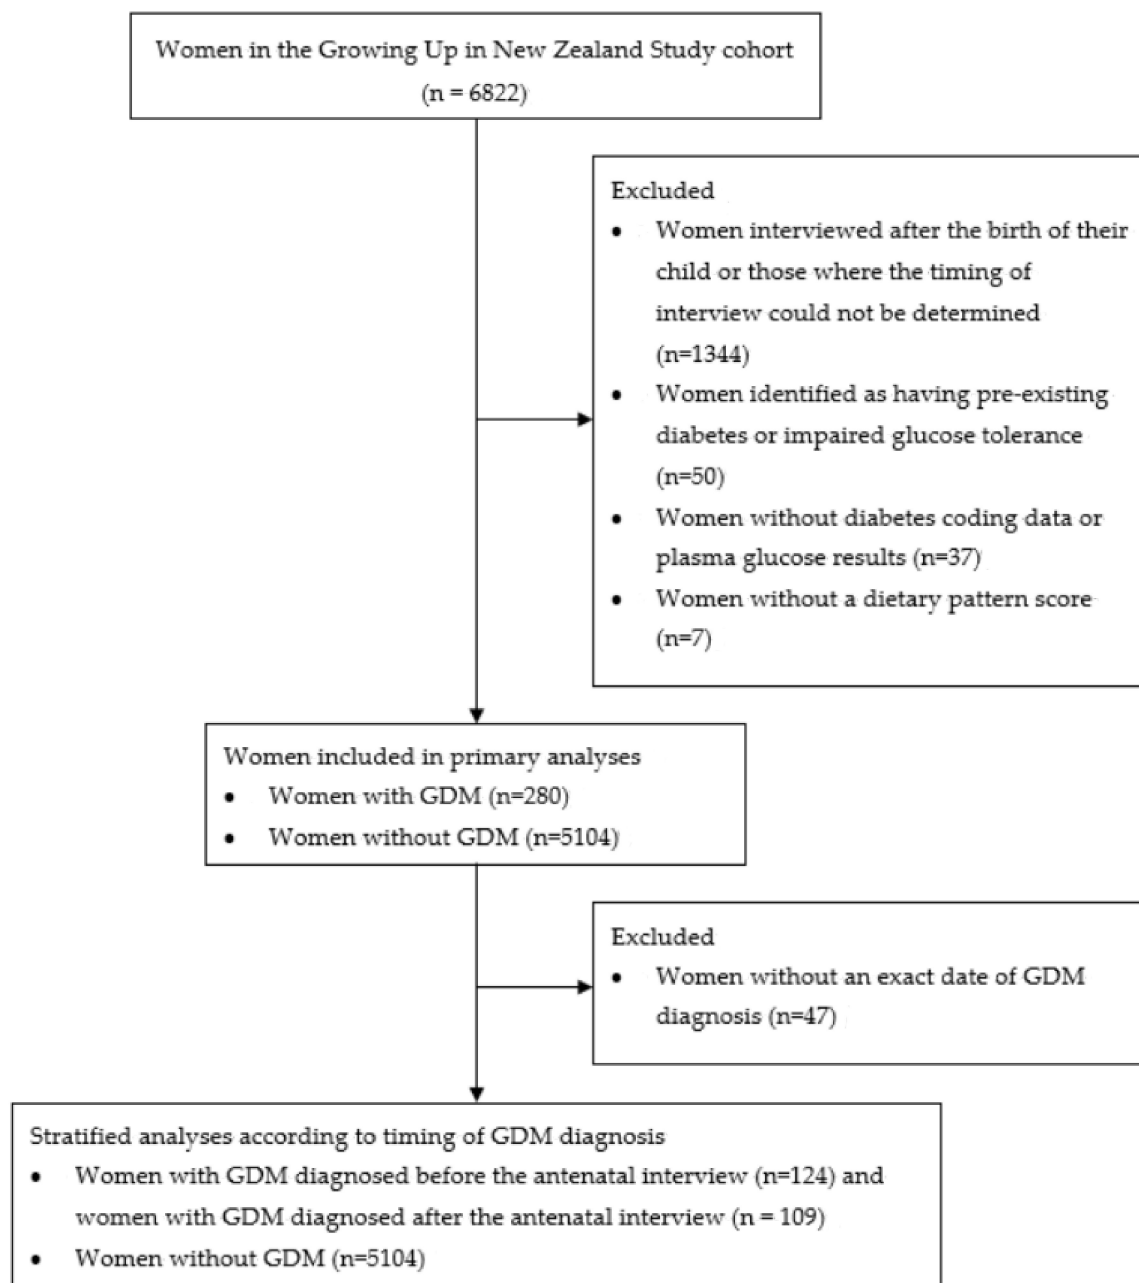 Women in the Growing Up in New Zealand Study cohort
(n = 6822)
Excluded
• Women interviewed after the birth of their
child or those where the timing of
interview could not be determined
(n=1344)
• Women identified as having pre-existing
diabetes or impaired glucose tolerance
(n=50)
• Women without diabetes coding data or
plasma glucose results (n=37)
• Women without a dietary pattern score
(n=7)
Women included in primary analyses
• Women with GDM (n=280)
• Women without GDM (n=5104)
Excluded
• Women without an exact date of GDM
diagnosis (n=47)
Stratified analyses according to timing of GDM diagnosis
• Women with GDM diagnosed before the antenatal interview (n=124) and
women with GDM diagnosed after the antenatal interview (n = 109)
• Women without GDM (n=5104)